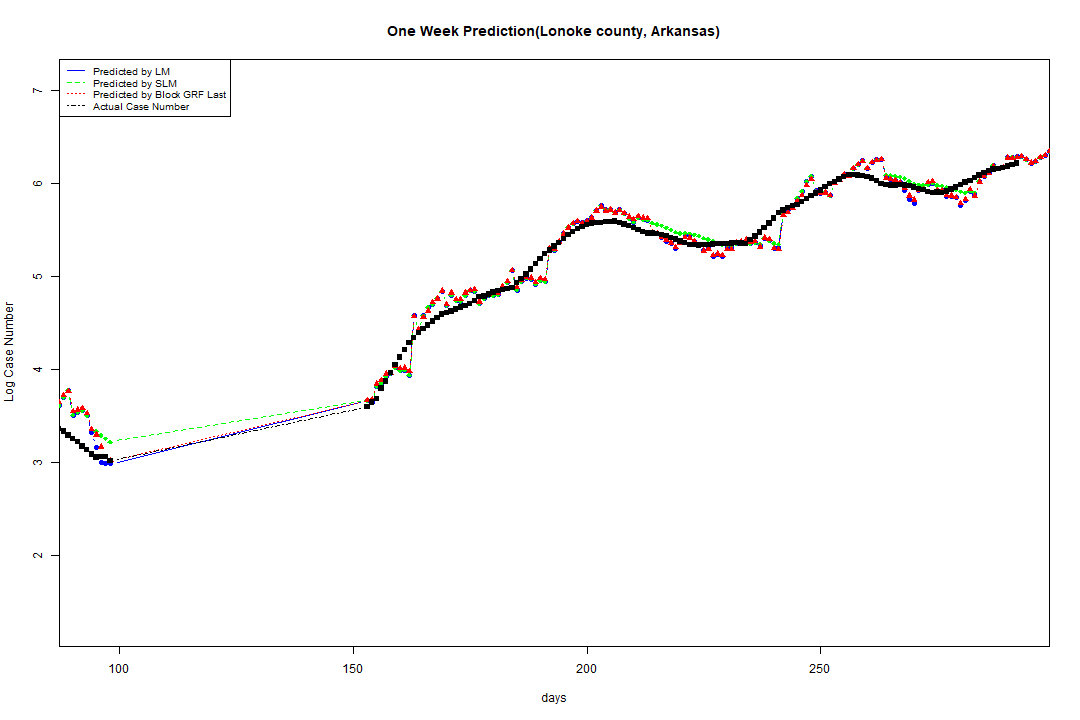 One Week Prediction(Lonoke county, Arkansas)
Predicted by LM
Predicted by SLM
Predicted by Block GRF Last
Actual Case Number
7
6
5
4
3
2
Log Case Number
100 150 200 250
days